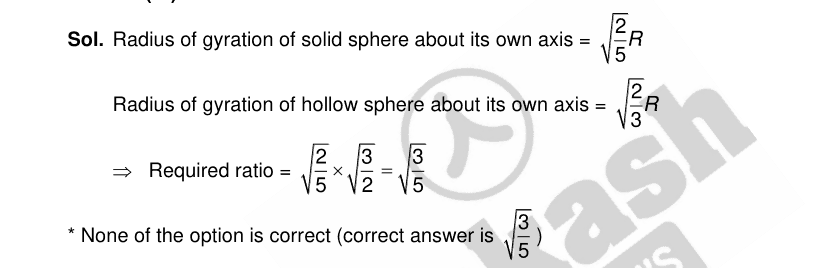 Sol. Radius of gyration of solid sphere about its own axis = √(2/5) R
Radius of gyration of hollow sphere about its own axis = √(2/3) R
⇒ Required ratio = √(2/5) × √(3/2) = √(3/5)
* None of the option is correct (correct answer is √(3/5) )
kash